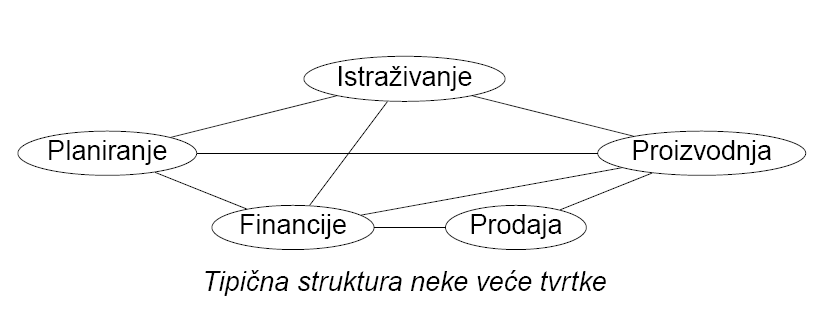 Istraživanje
Planiranje
Proizvodnja
Financije
Prodaja
Tipična struktura neke veće tvrtke